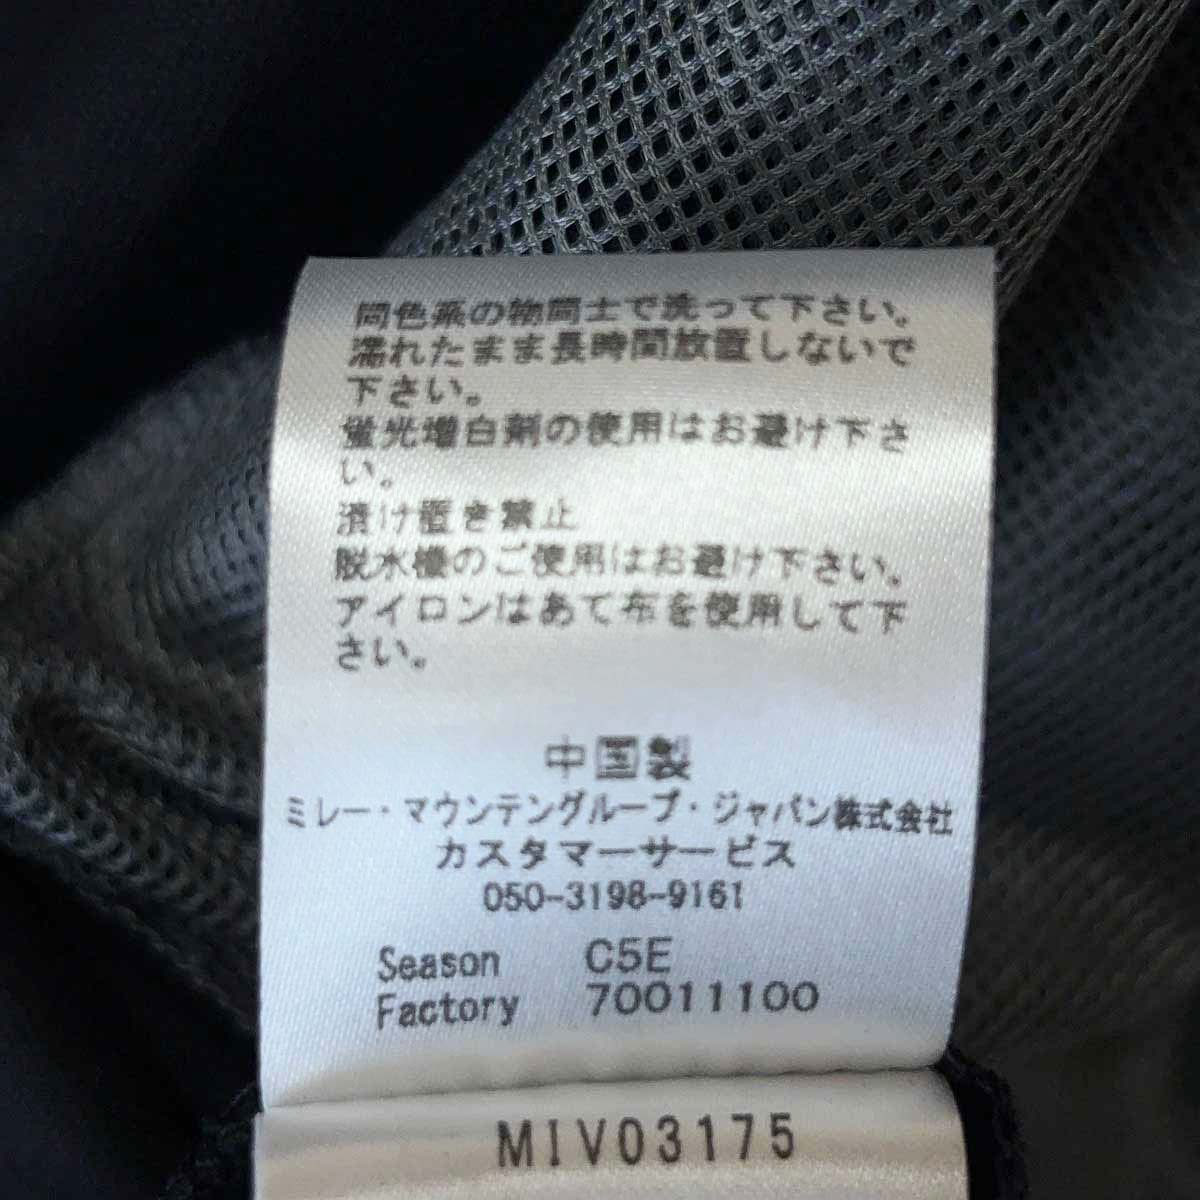 同色系の物同士で洗って下さい。
濡れたまま長時間放置しないで
下さい。
蛍光増白剤の使用はお避け下さ
い。
漬け置き禁止
脱水機のご使用はお避け下さい。
アイロンはあて布を使用して下
さい。
中国製
ミレー・マウンテングループ・ジャパン株式会社
カスタマーサービス
050-3198-9161
Season C5E
Factory 70011100
MIV03175